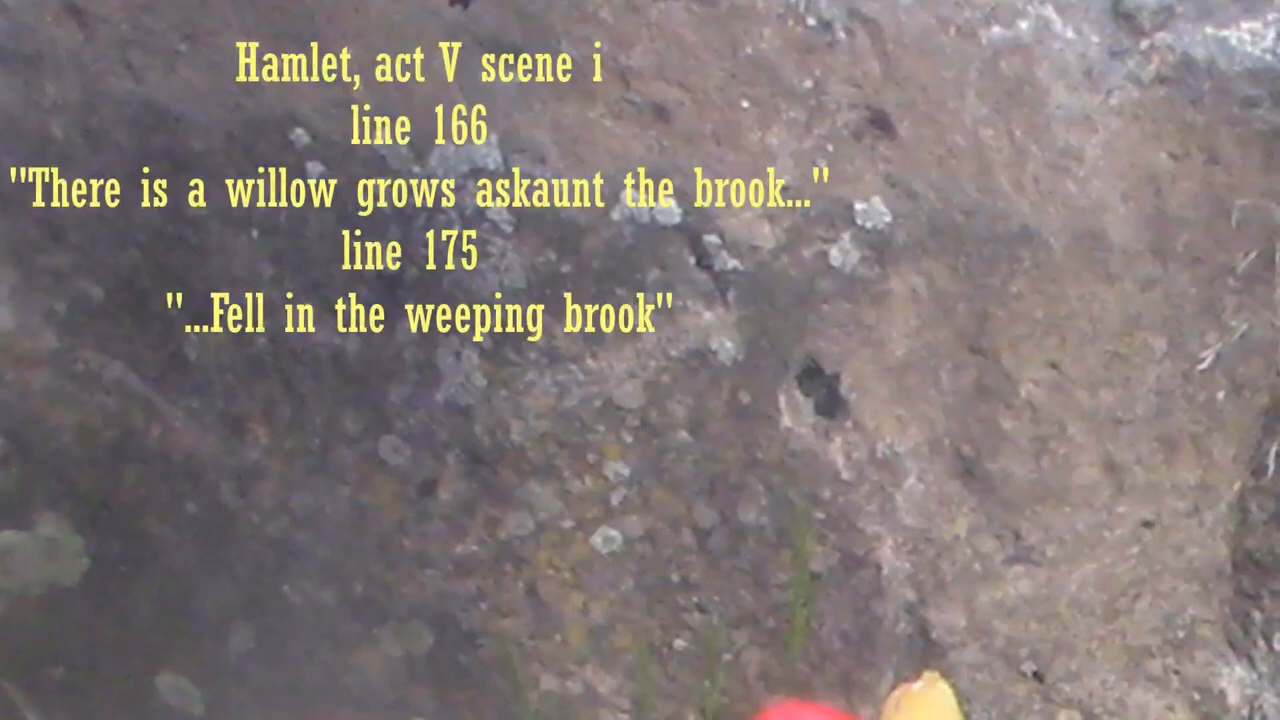 Hamlet, act V scene i
line 166
"There is a willow grows askaunt the brook..."
line 175
"...Fell in the weeping brook"